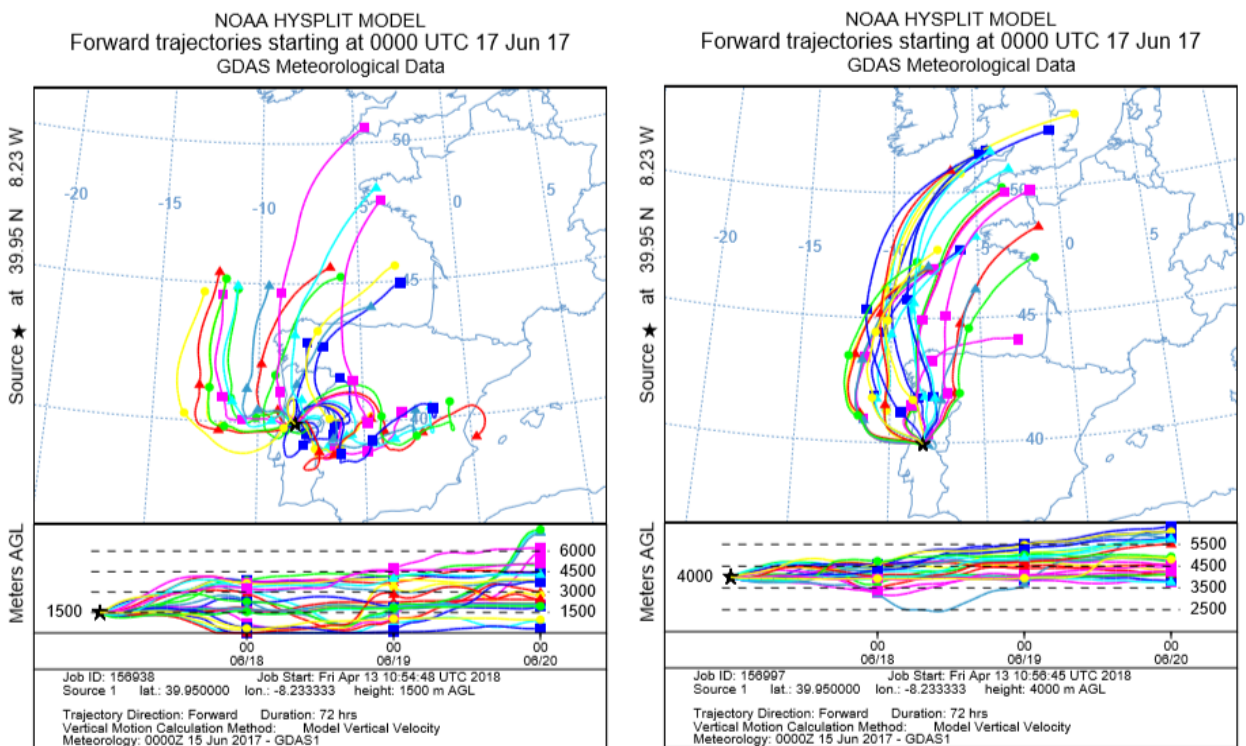 NOAA HYSPLIT MODEL
Forward trajectories starting at 0000 UTC 17 Jun 17
GDAS Meteorological Data
Source ★ at 39.95 N 8.23 W
-20
-15
-10
-5
0
5
50
45
40
Meters AGL
1500
6000
4500
3000
1500
00 00 00
06/18 06/19 06/20
Job ID: 156938 Job Start: Fri Apr 13 10:54:48 UTC 2018
Source 1 lat.: 39.950000 lon.: -8.233333 height: 1500 m AGL
Trajectory Direction: Forward Duration: 72 hrs
Vertical Motion Calculation Method: Model Vertical Velocity
Meteorology: 0000Z 15 Jun 2017 - GDAS1
NOAA HYSPLIT MODEL
Forward trajectories starting at 0000 UTC 17 Jun 17
GDAS Meteorological Data
Source ★ at 39.95 N 8.23 W
-20
-15
-10
0
5
10
50
45
40
Meters AGL
4000
5500
4500
3500
2500
00 00 00
06/18 06/19 06/20
Job ID: 156997 Job Start: Fri Apr 13 10:56:45 UTC 2018
Source 1 lat.: 39.950000 lon.: -8.233333 height: 4000 m AGL
Trajectory Direction: Forward Duration: 72 hrs
Vertical Motion Calculation Method: Model Vertical Velocity
Meteorology: 0000Z 15 Jun 2017 - GDAS1